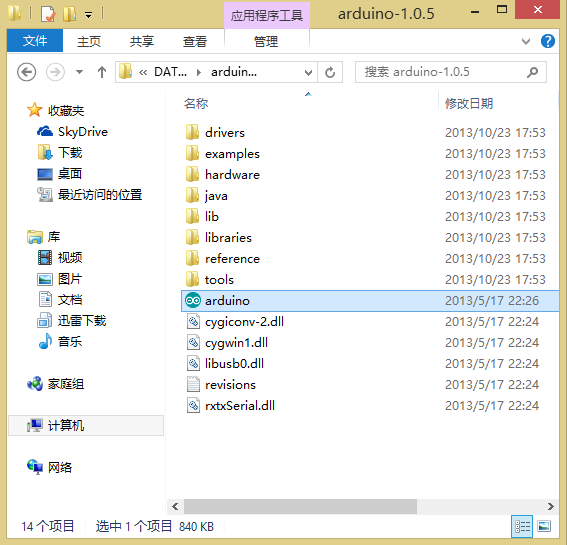 应用程序工具
arduino-1.0.5
文件 主页 共享 查看 管理
« DAT... arduin...
搜索 arduino-1.0.5
名称 修改日期
收藏夹
SkyDrive
下载
桌面
最近访问的位置
库
视频
图片
文档
迅雷下载
音乐
家庭组
计算机
网络
drivers 2013/10/23 17:53
examples 2013/10/23 17:53
hardware 2013/10/23 17:53
java 2013/10/23 17:53
lib 2013/10/23 17:53
libraries 2013/10/23 17:53
reference 2013/10/23 17:53
tools 2013/10/23 17:53
arduino 2013/5/17 22:26
cygiconv-2.dll 2013/5/17 22:24
cygwin1.dll 2013/5/17 22:24
libusb0.dll 2013/5/17 22:24
revisions 2013/5/17 22:24
rxtxSerial.dll 2013/5/17 22:24
14 个项目 选中 1 个项目 840 KB